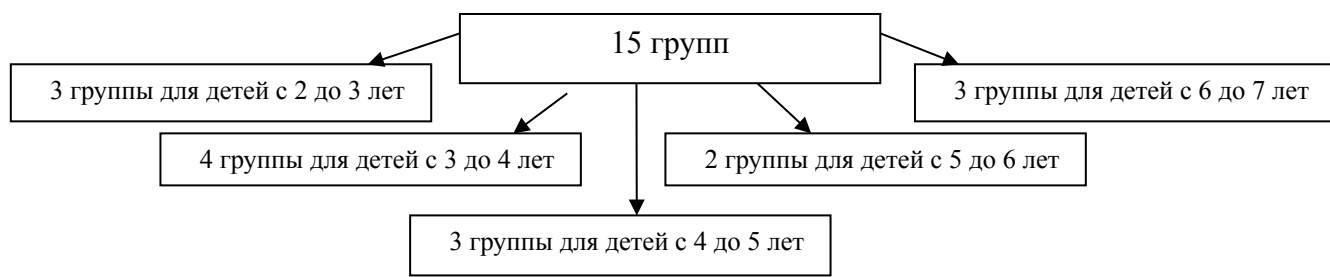 15 групп
3 группы для детей с 2 до 3 лет
3 группы для детей с 6 до 7 лет
4 группы для детей с 3 до 4 лет
2 группы для детей с 5 до 6 лет
3 группы для детей с 4 до 5 лет